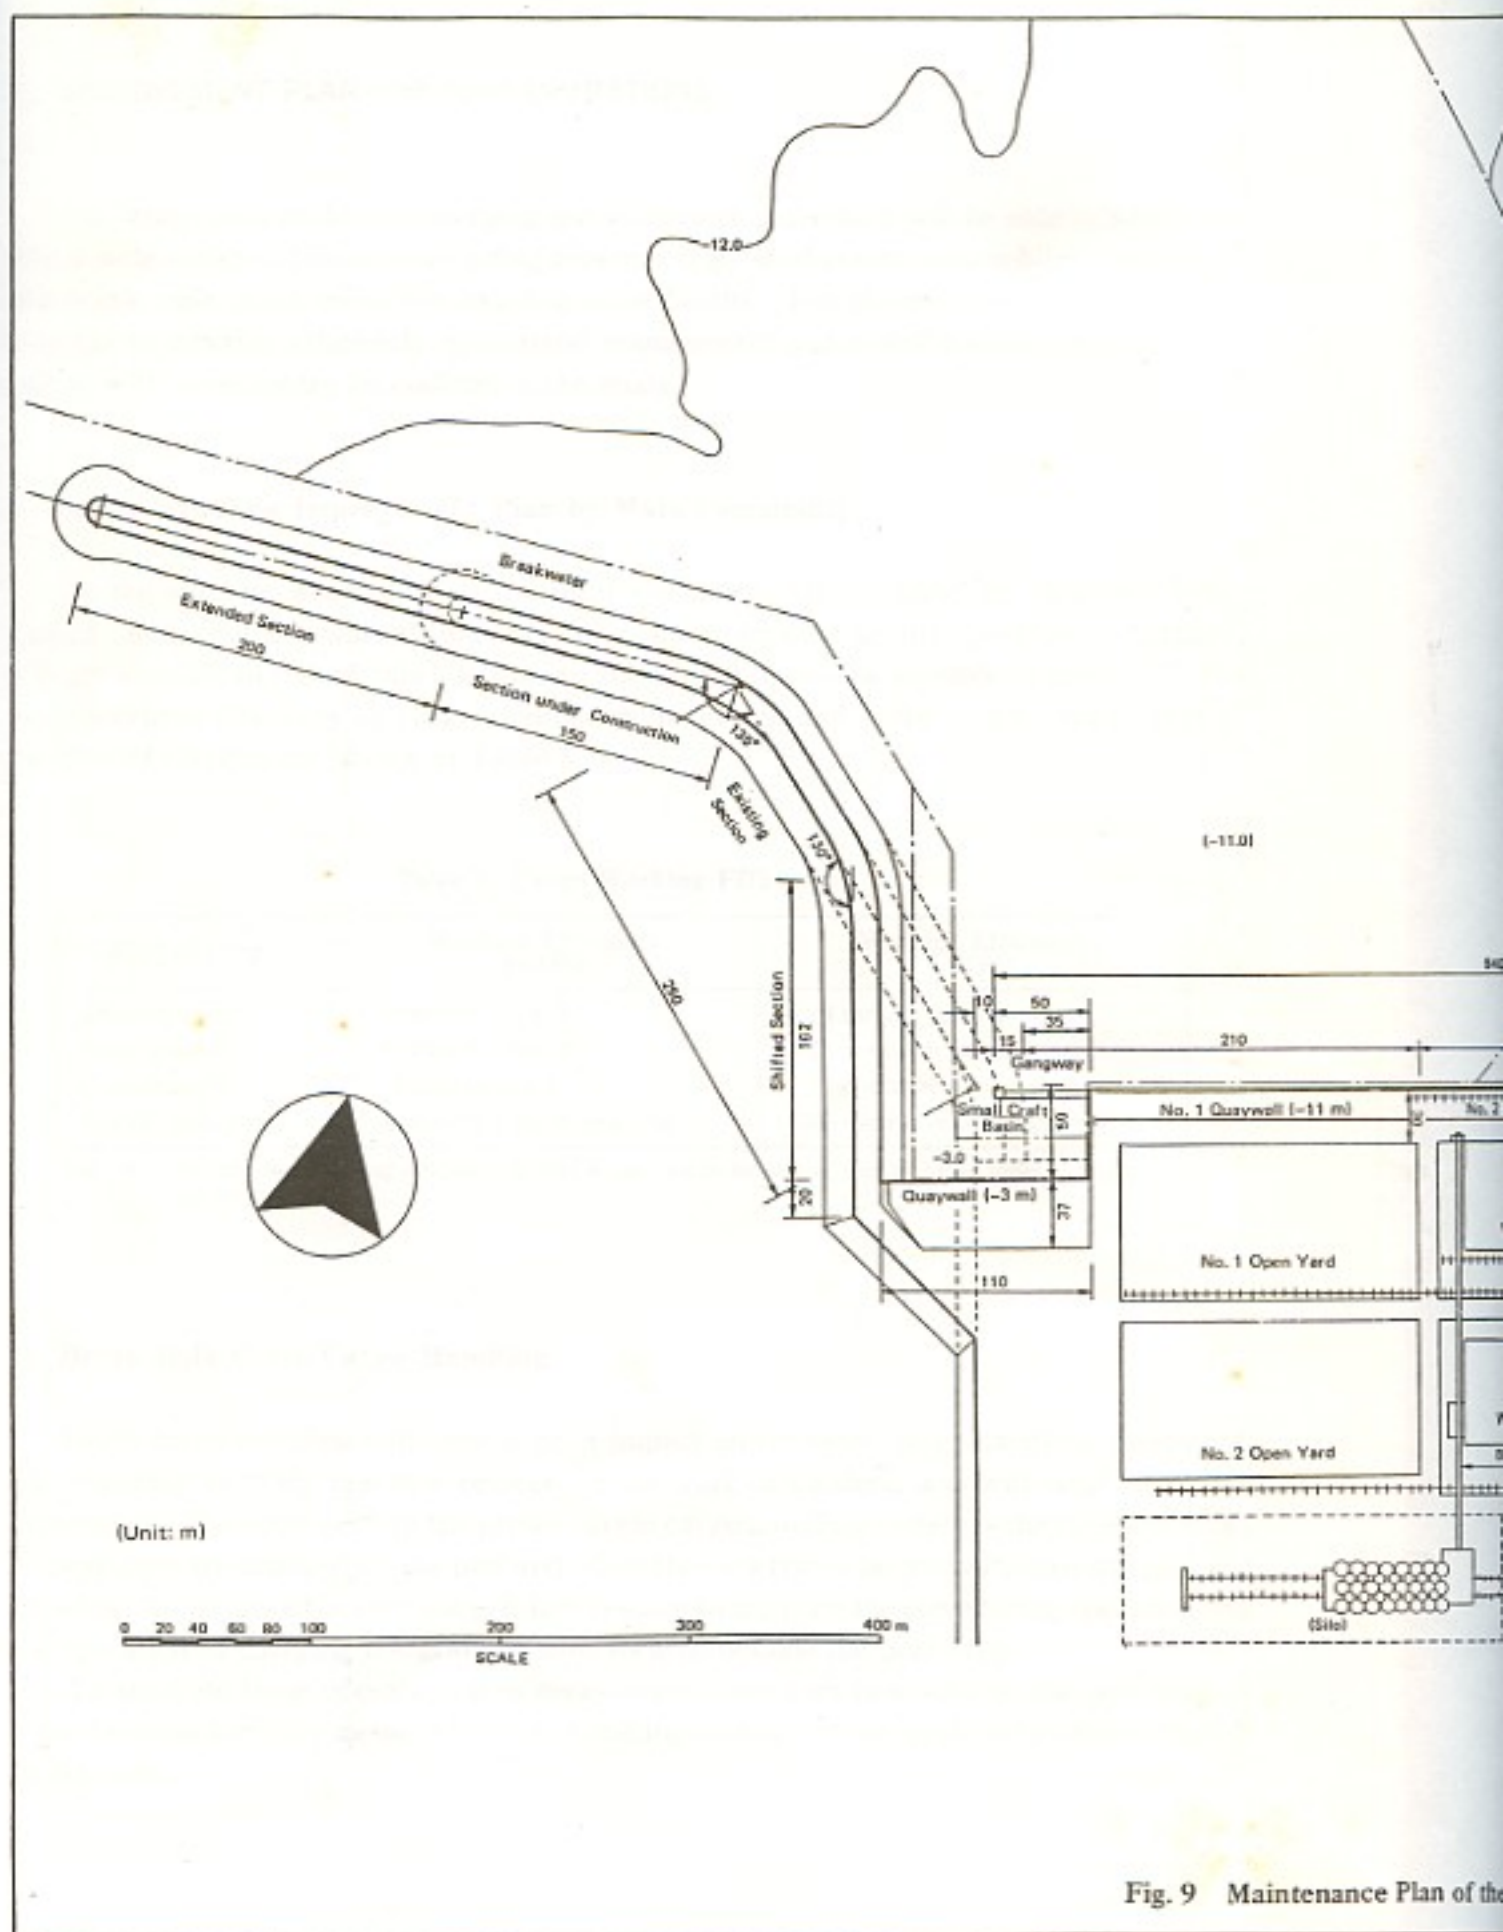 -12.0
Breakwater
Extended Section
200
Section under Construction
150
130°
Existing
Section
130°
(-11.0)
250
Shifted Section
162
20
10
50
35
15
210
Gangway
Small Craft
Basin
-3.0
No. 1 Quaywall (-11 m)
No. 2
30
Quaywall (-3 m)
37
110
No. 1 Open Yard
No. 2 Open Yard
(Silo)
(Unit: m)
0 20 40 60 80 100 200 300 400 m
SCALE
Fig. 9 Maintenance Plan of the